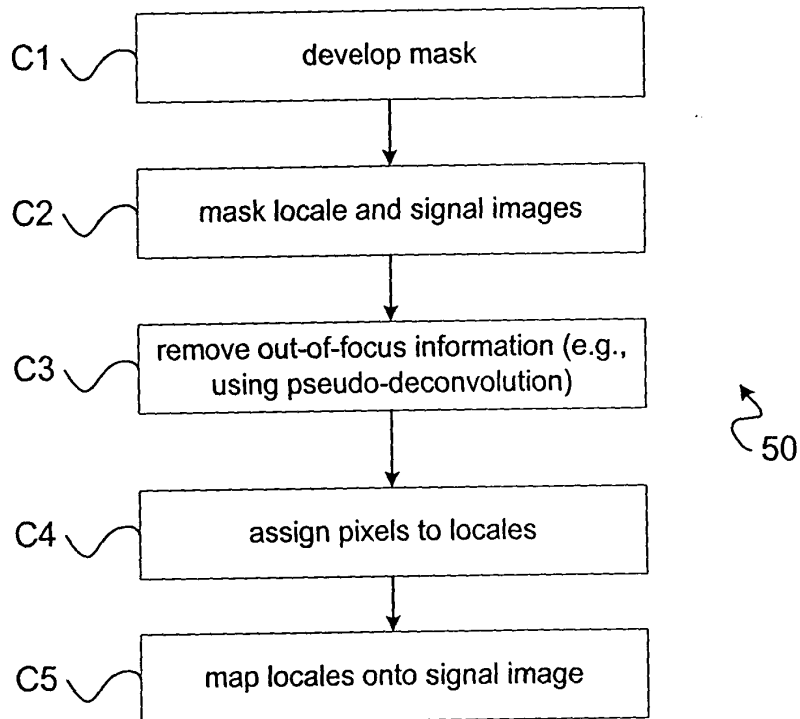 C1
develop mask
C2
mask locale and signal images
C3
remove out-of-focus information (e.g.,
using pseudo-deconvolution)
50
C4
assign pixels to locales
C5
map locales onto signal image